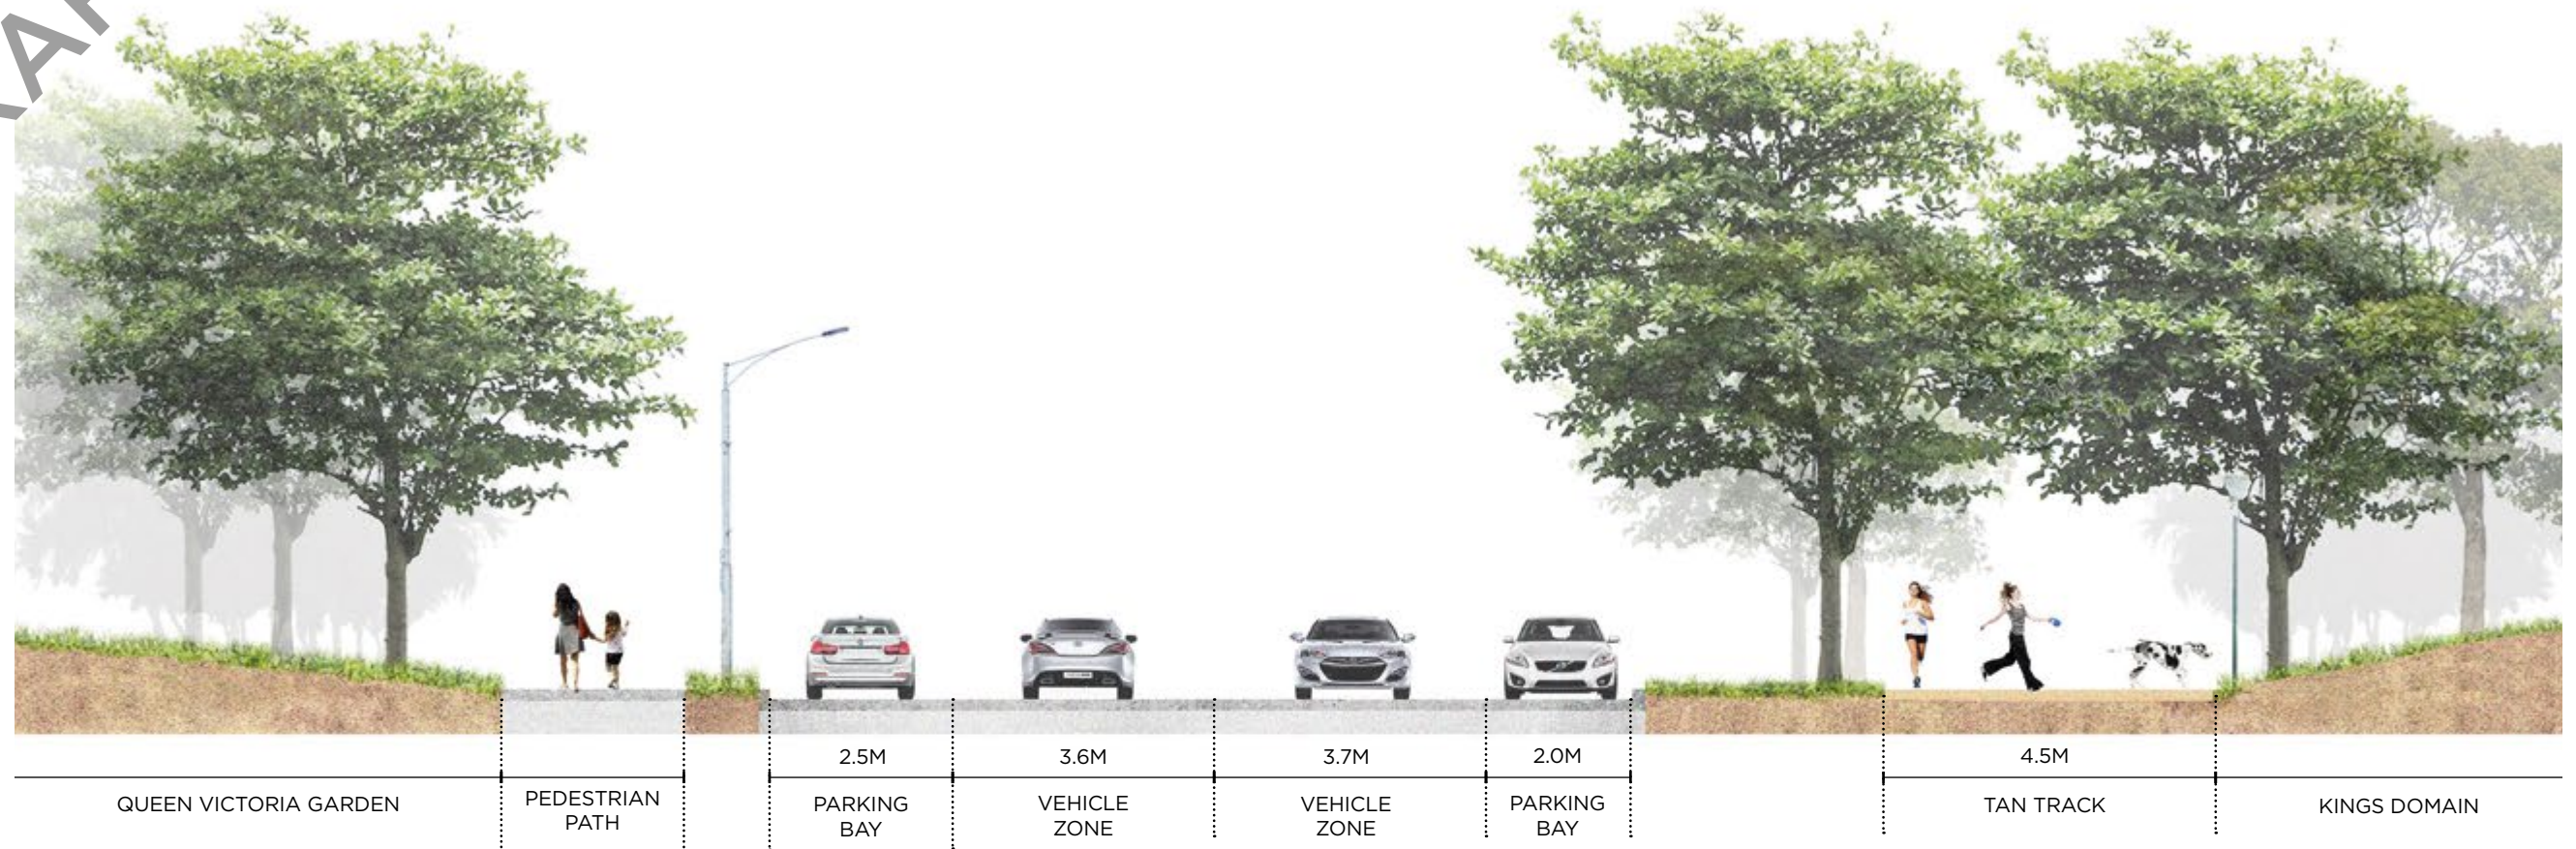 2.5M
3.6M
3.7M
2.0M
4.5M
QUEEN VICTORIA GARDEN
PEDESTRIAN
PATH
PARKING
BAY
VEHICLE
ZONE
VEHICLE
ZONE
PARKING
BAY
TAN TRACK
KINGS DOMAIN